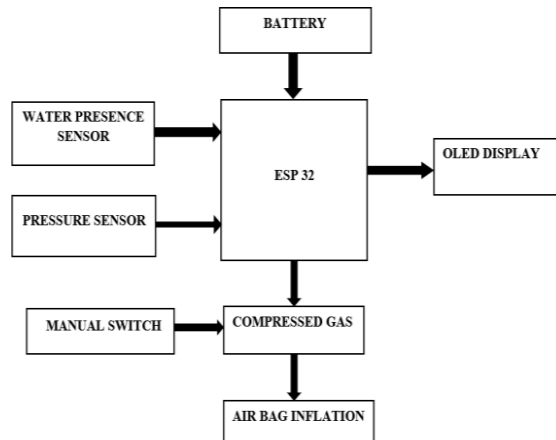 BATTERY
WATER PRESENCE
SENSOR
ESP 32
OLED DISPLAY
PRESSURE SENSOR
MANUAL SWITCH
COMPRESSED GAS
AIR BAG INFLATION